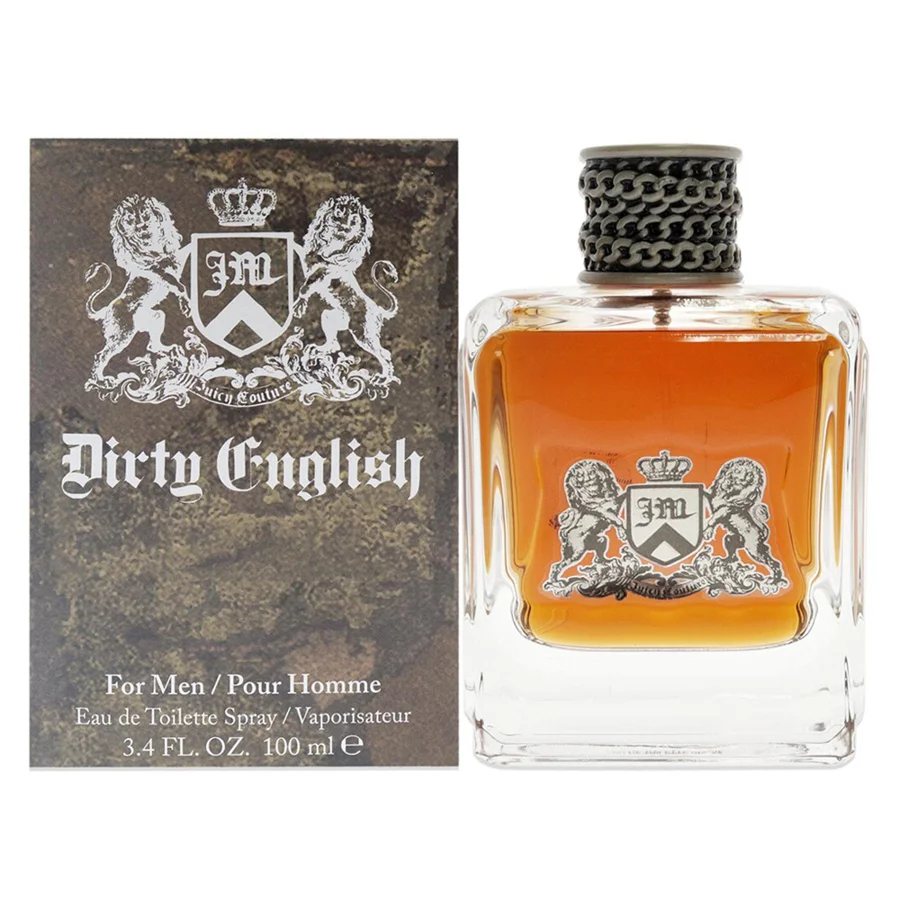 JM
Juicy Couture
Dirty English
For Men / Pour Homme
Eau de Toilette Spray / Vaporisateur
3.4 FL. OZ. 100 ml ℮
JM
Juicy Couture